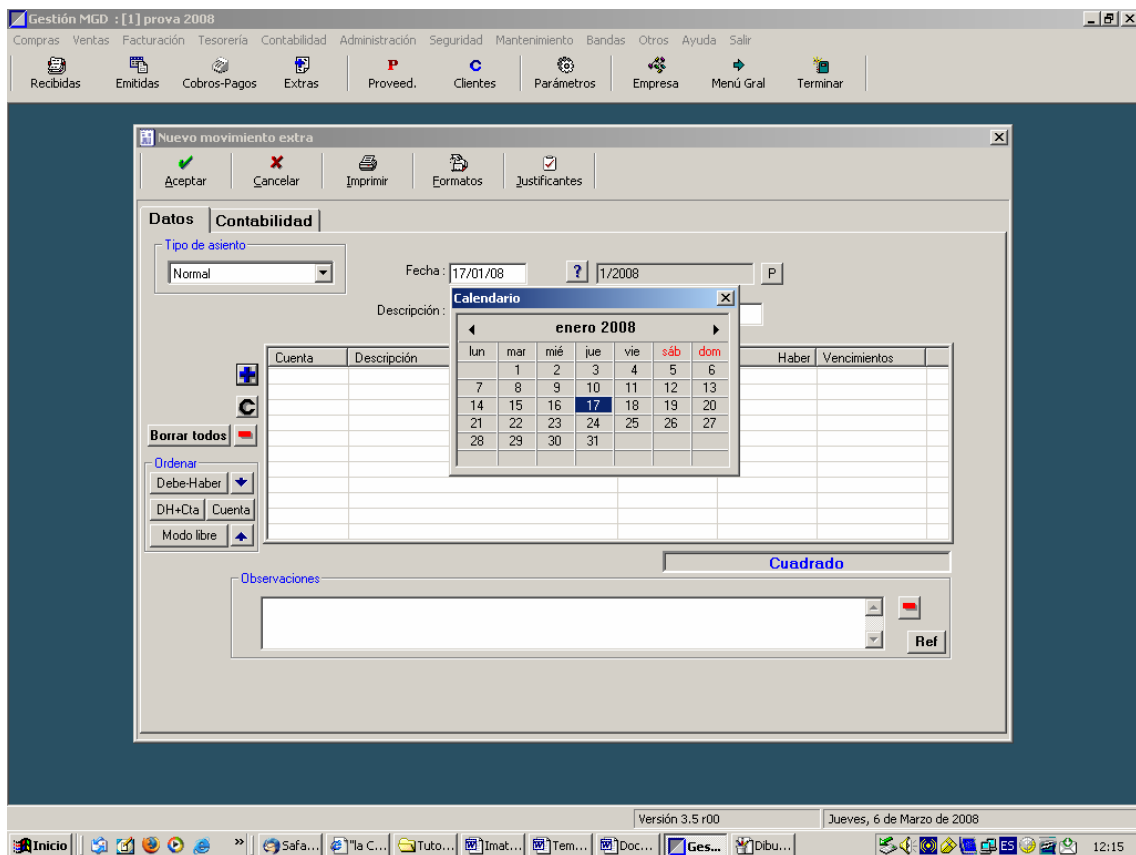 Gestión MGD : [1] prova 2008
Compras Ventas Facturación Tesorería Contabilidad Administración Seguridad Mantenimiento Bandas Otros Ayuda Salir
Recibidas Emitidas Cobros-Pagos Extras P Proveed. C Clientes Parámetros Empresa Menú Gral Terminar
Nuevo movimiento extra
Aceptar Cancelar Imprimir Formatos Justificantes
Datos Contabilidad
Tipo de asiento
Normal Fecha : 17/01/08 ? 1/2008 P
Descripción :
Calendario
enero 2008
lun mar mié jue vie sáb dom
1 2 3 4 5 6
7 8 9 10 11 12 13
14 15 16 17 18 19 20
21 22 23 24 25 26 27
28 29 30 31
Cuenta Descripción Haber Vencimientos
C
Borrar todos
Ordenar
Debe-Haber
DH+Cta Cuenta
Modo libre
Cuadrado
Observaciones
Ref
Versión 3.5 r00 Jueves, 6 de Marzo de 2008
Inicio » Safa... "la C... Tuto... Imat... Tem... Doc... Ges... Dibu... ES 12:15